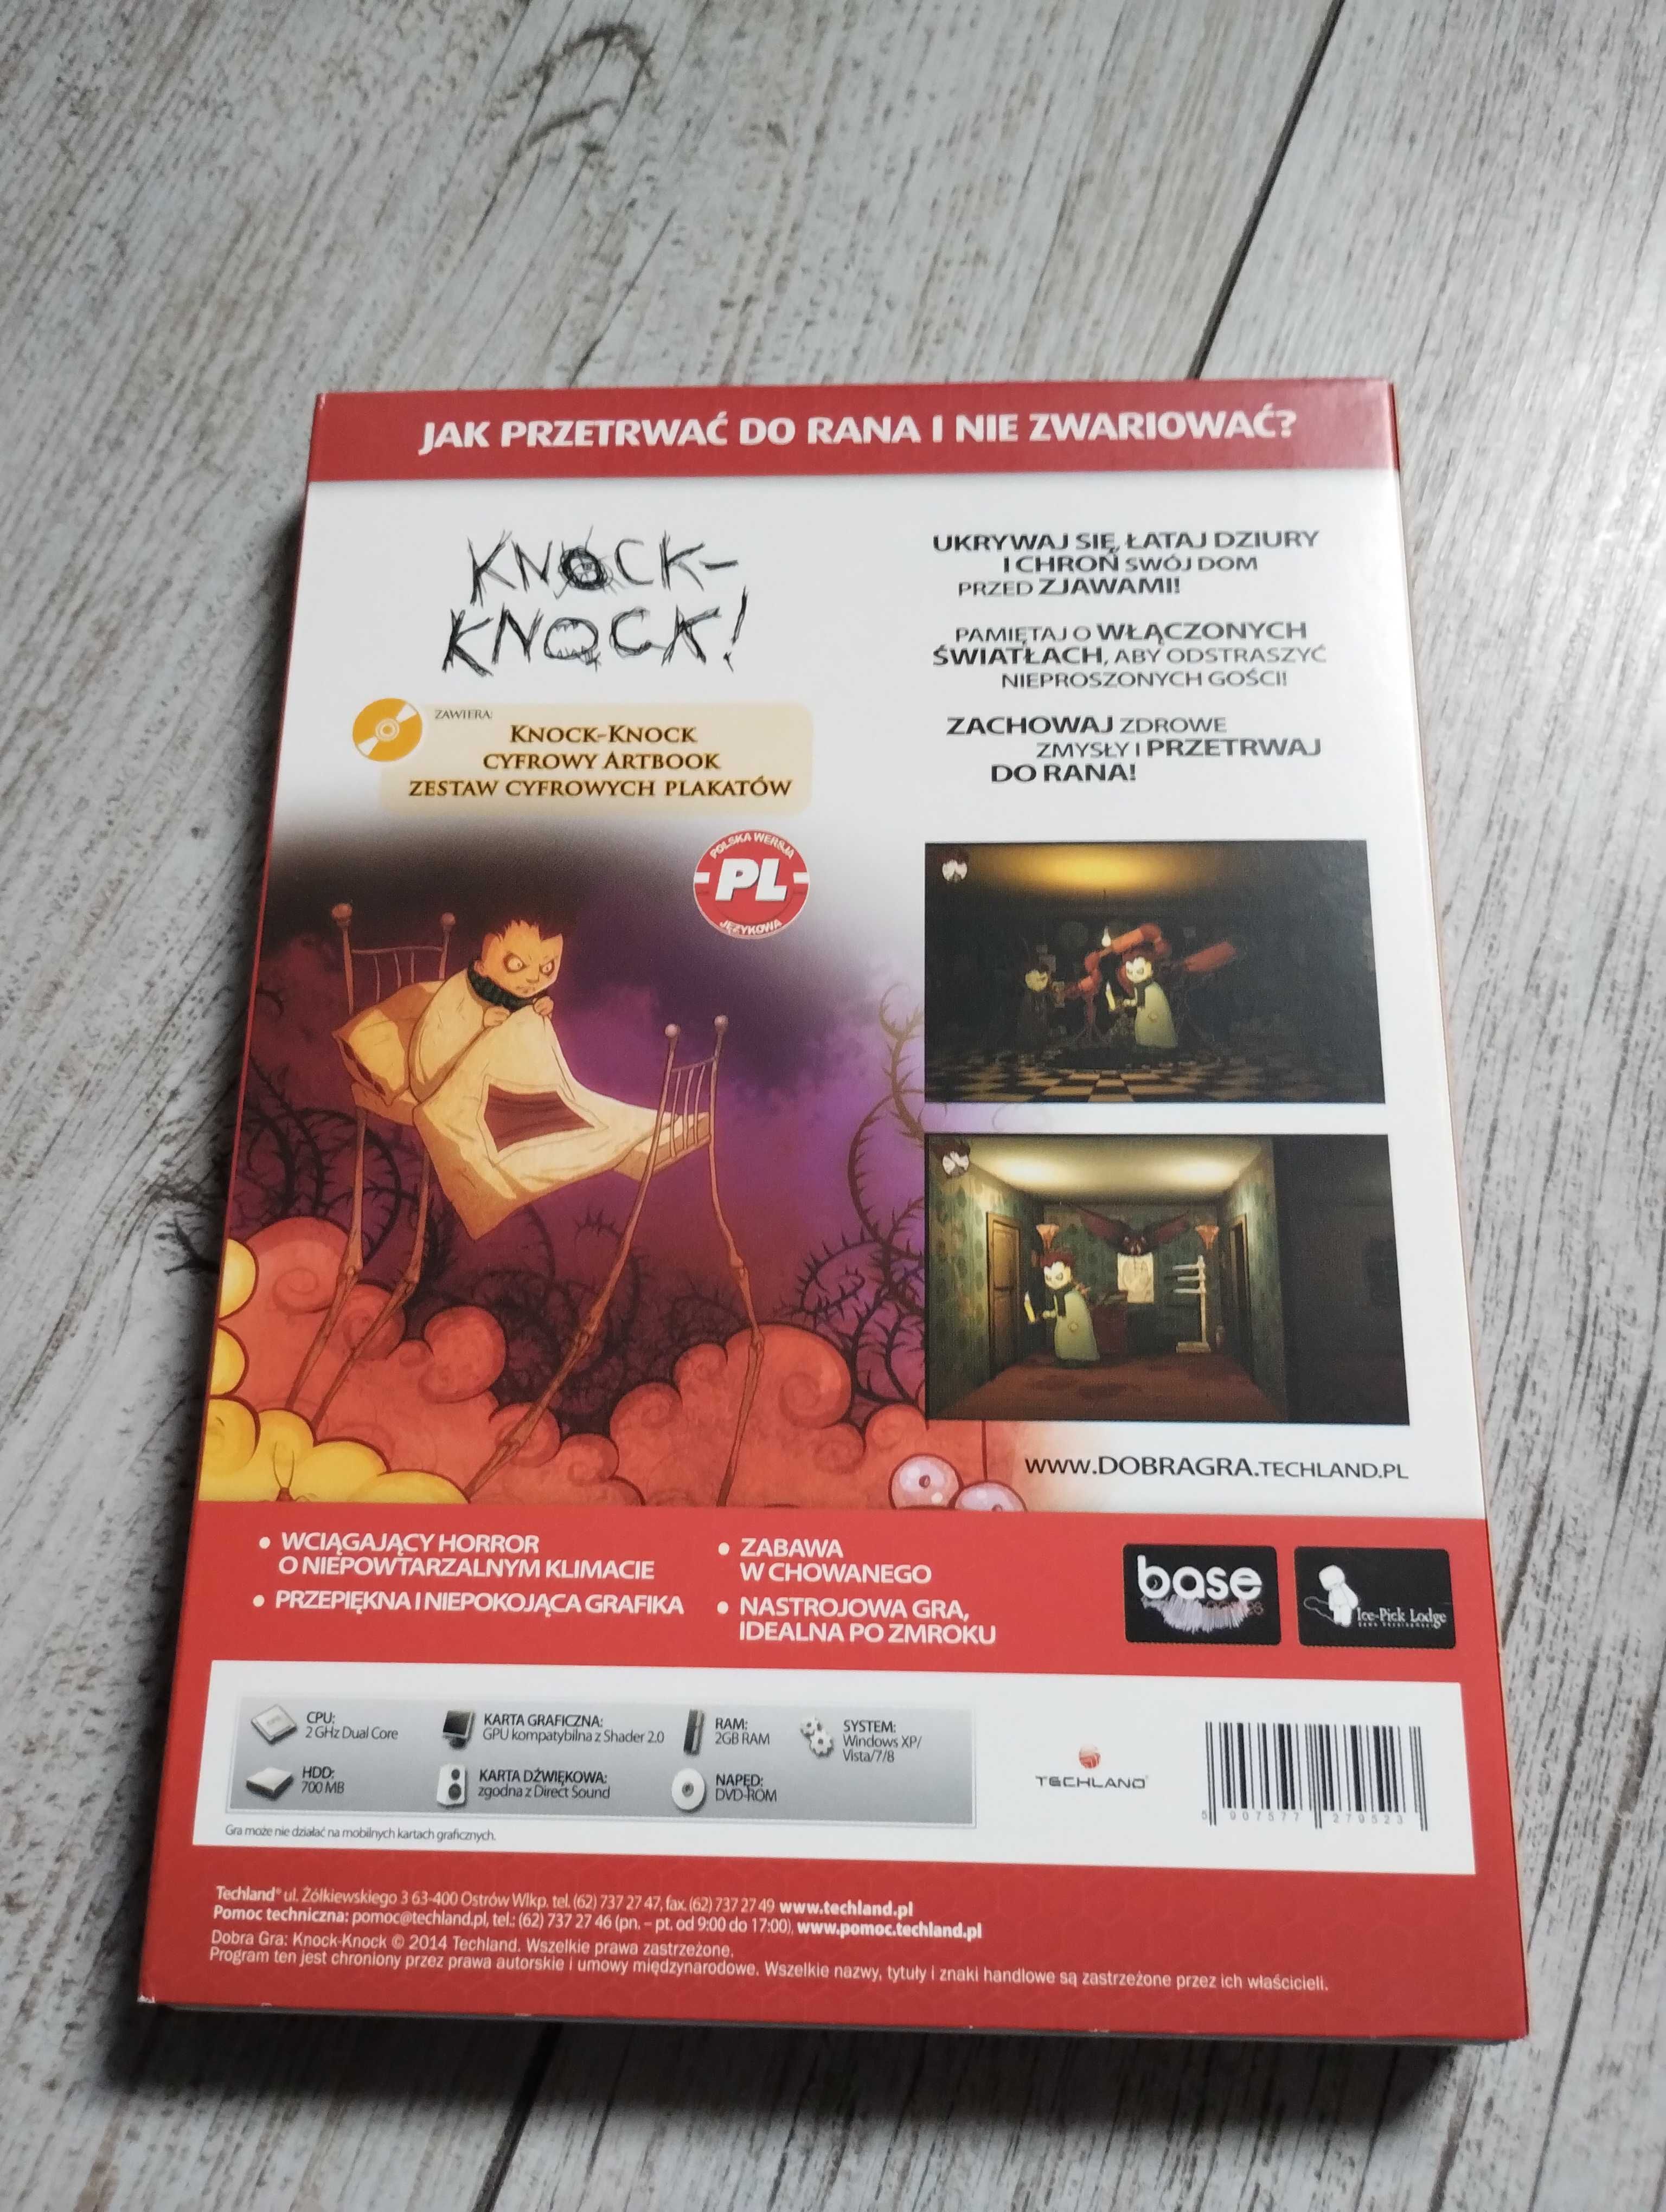 JAK PRZETRWAĆ DO RANA I NIE ZWARIOWAĆ?
KNOCK-
KNOCK!
ZAWIERA:
KNOCK-KNOCK
CYFROWY ARTBOOK
ZESTAW CYFROWYCH PLAKATÓW
POLSKA WERSJA
PL
JĘZYKOWA
UKRYWAJ SIĘ, ŁATAJ DZIURY
I CHROŃ SWÓJ DOM
PRZED ZJAWAMI!
PAMIĘTAJ O WŁĄCZONYCH
ŚWIATŁACH, ABY ODSTRASZYĆ
NIEPROSZONYCH GOŚCI!
ZACHOWAJ ZDROWE
ZMYSŁY I PRZETRWAJ
DO RANA!
WWW.DOBRAGRA.TECHLAND.PL
• WCIĄGAJĄCY HORROR
O NIEPOWTARZALNYM KLIMACIE
• PRZEPIĘKNA I NIEPOKOJĄCA GRAFIKA
• ZABAWA
W CHOWANEGO
• NASTROJOWA GRA,
IDEALNA PO ZMROKU
base
games
Ice-Pick Lodge
CPU:
2 GHz Dual Core
KARTA GRAFICZNA:
GPU kompatybilna z Shader 2.0
RAM:
2GB RAM
SYSTEM:
Windows XP/
Vista/7/8
HDD:
700 MB
KARTA DŹWIĘKOWA:
zgodna z Direct Sound
NAPĘD:
DVD-ROM
Gra może nie działać na mobilnych kartach graficznych.
TECHLAND
5 907577 279523
Techland® ul. Żółkiewskiego 3 63-400 Ostrów Wlkp. tel. (62) 737 27 47, fax. (62) 737 27 49 www.techland.pl
Pomoc techniczna: pomoc@techland.pl, tel.: (62) 737 27 46 (pn. – pt. od 9:00 do 17:00), www.pomoc.techland.pl
Dobra Gra: Knock-Knock © 2014 Techland. Wszelkie prawa zastrzeżone.
Program ten jest chroniony przez prawa autorskie i umowy międzynarodowe. Wszelkie nazwy, tytuły i znaki handlowe są zastrzeżone przez ich właścicieli.